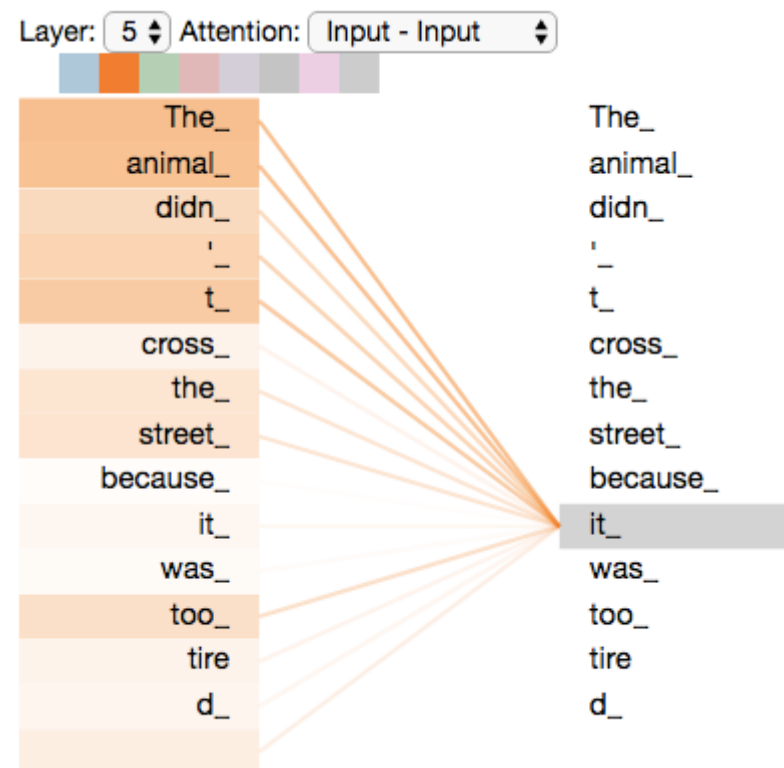 Layer: 5 Attention: Input - Input
The_ The_
animal_ animal_
didn_ didn_
'_ '_
t_ t_
cross_ cross_
the_ the_
street_ street_
because_ because_
it_ it_
was_ was_
too_ too_
tire tire
d_ d_